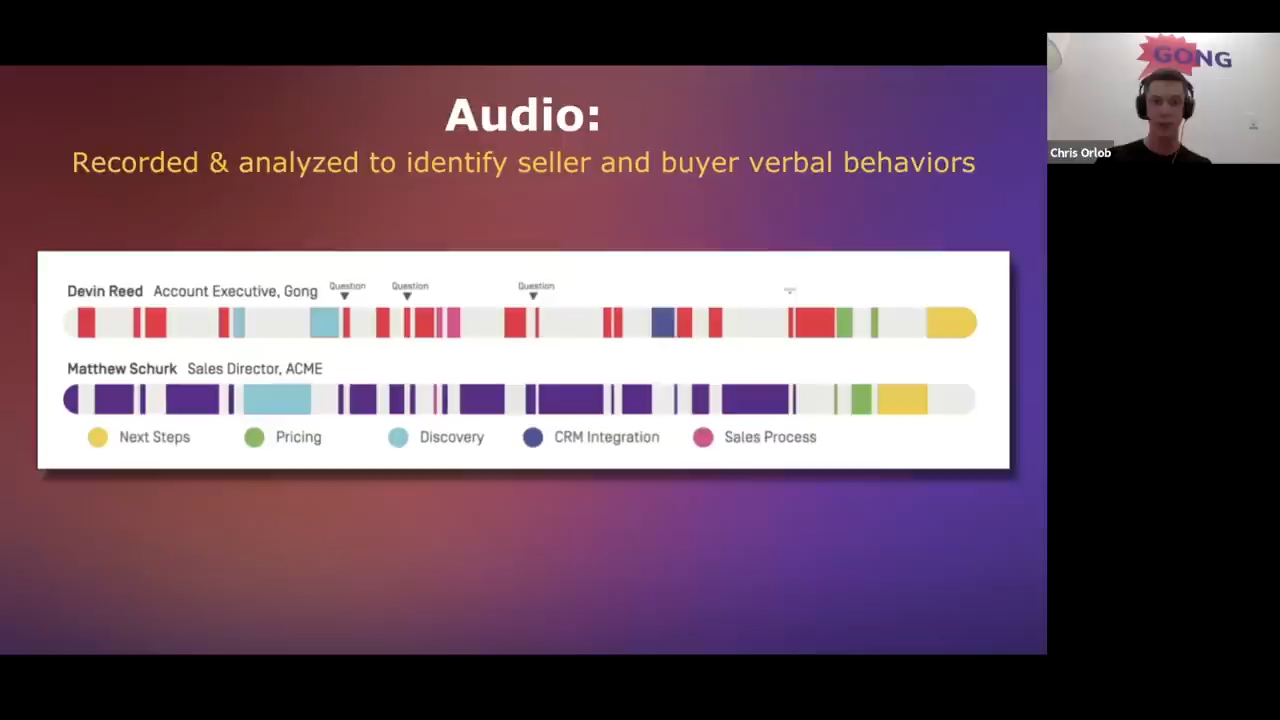 Audio:
Recorded & analyzed to identify seller and buyer verbal behaviors
Devin Reed Account Executive, Gong
Question
Question
Question
Matthew Schurk Sales Director, ACME
Next Steps
Pricing
Discovery
CRM Integration
Sales Process
GONG
Chris Orlob